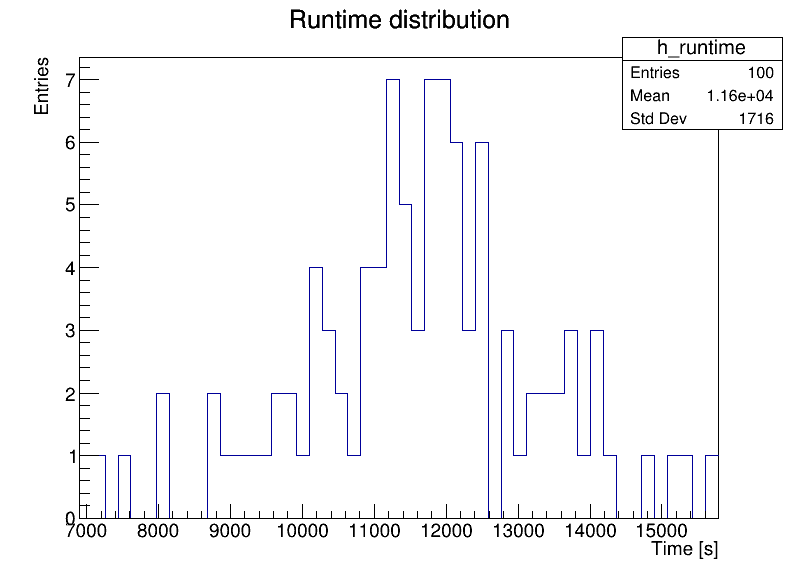 Runtime distribution
h_runtime
Entries 100
Mean 1.16e+04
Std Dev 1716
Entries
7
6
5
4
3
2
1
0
7000 8000 9000 10000 11000 12000 13000 14000 15000
Time [s]